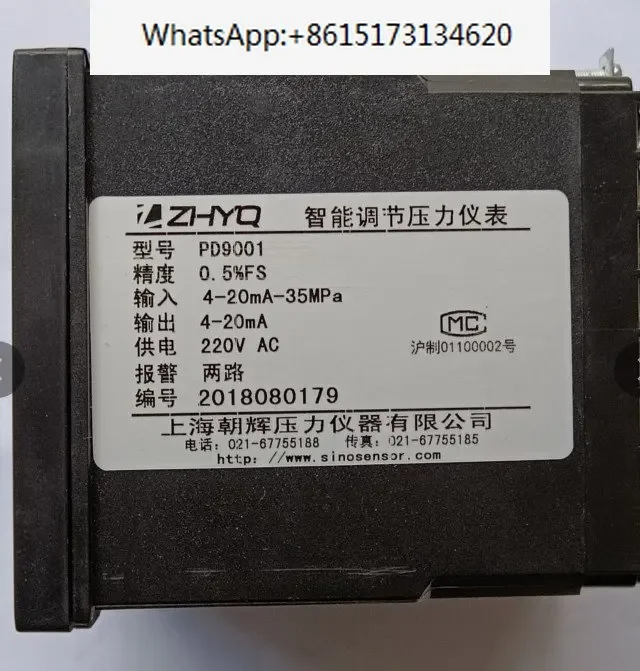 WhatsApp:+8615173134620
ZHYQ 智能调节压力仪表
型号 PD9001
精度 0.5%FS
输入 4-20mA-35MPa
输出 4-20mA
供电 220V AC
报警 两路
编号 2018080179
MC
沪制01100002号
上海朝辉压力仪器有限公司
电话: 021-67755188 传真: 021-67755185
http: //www.sinosensor.com